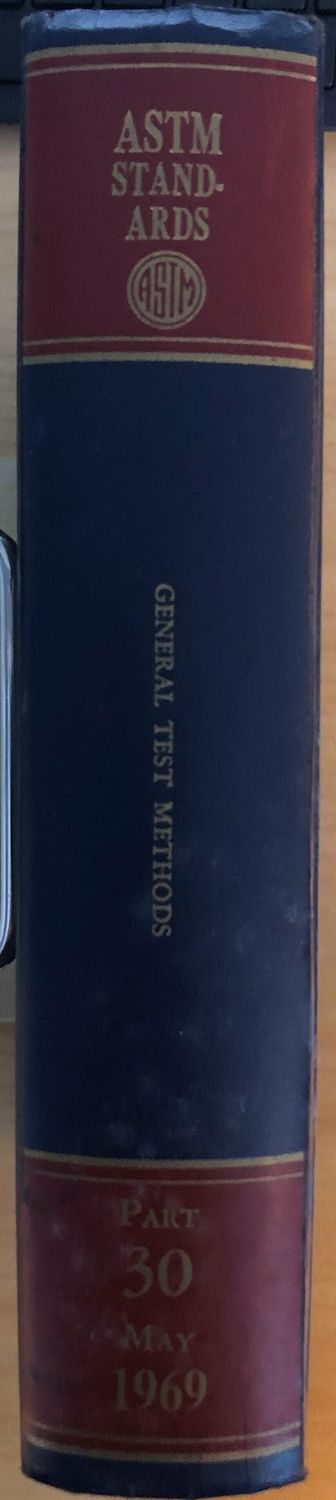 ASTM
STAND-
ARDS
ASTM
GENERAL TEST METHODS
PART
30
MAY
1969